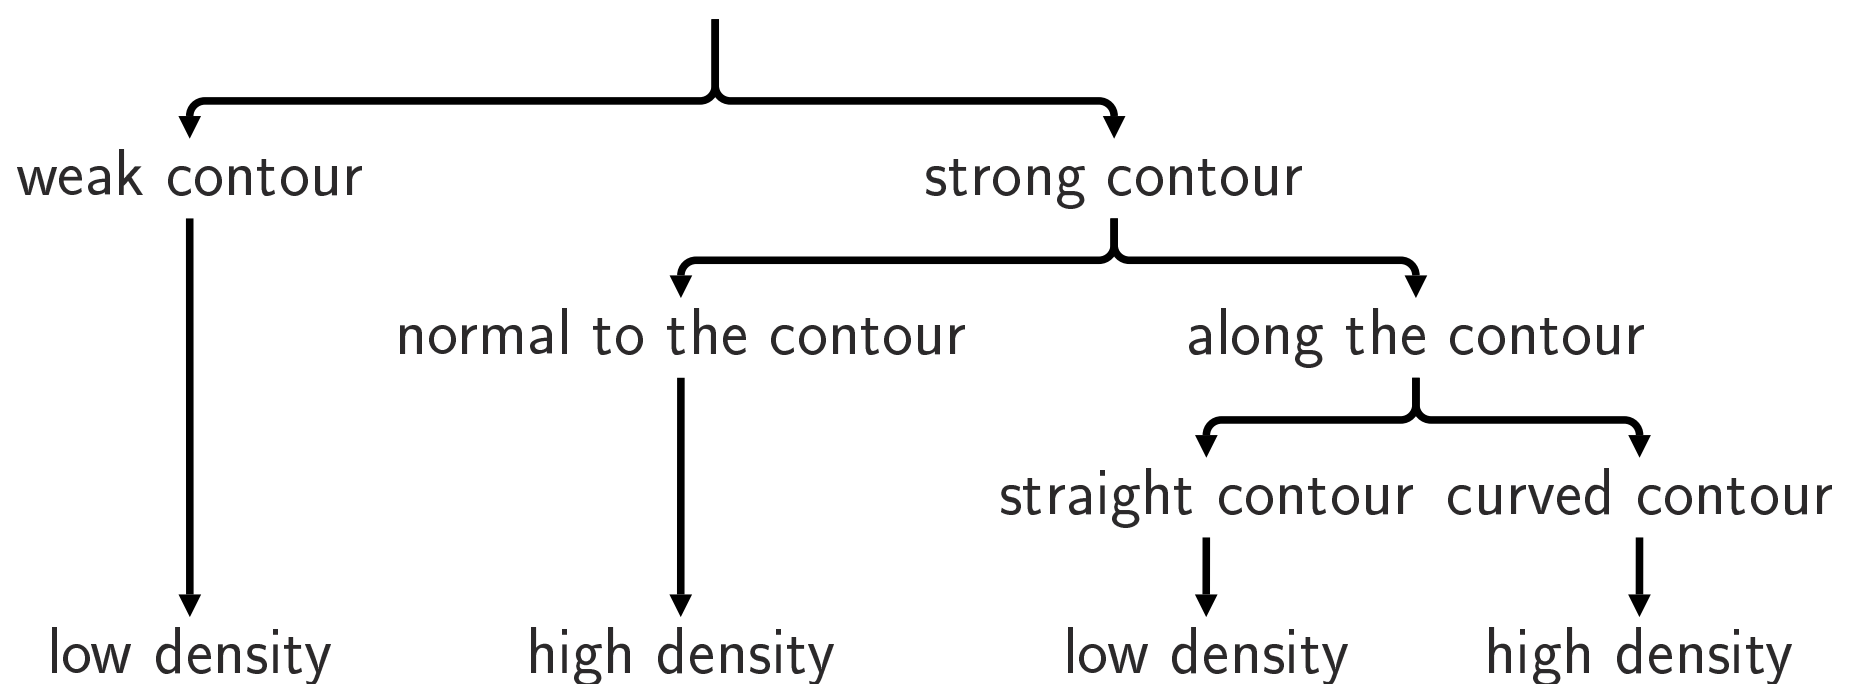 weak contour
strong contour
normal to the contour
along the contour
straight contour
curved contour
low density
high density
low density
high density